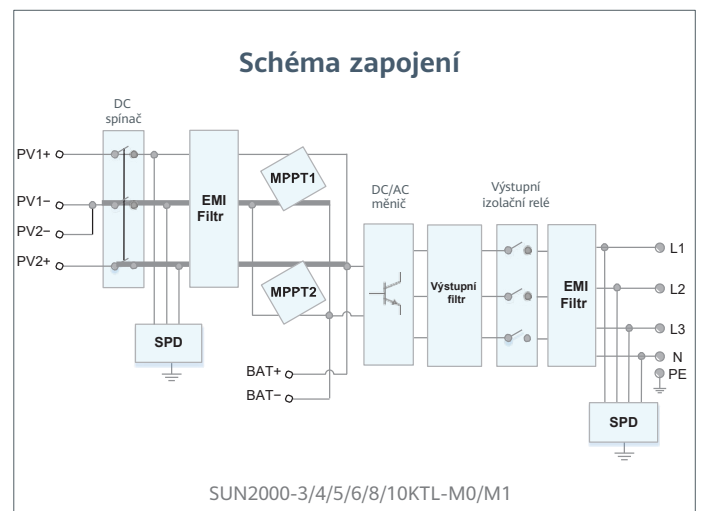 Schéma zapojení
DC
spínač
PV1+
PV1−
PV2−
PV2+
EMI
Filtr
MPPT1
MPPT2
SPD
BAT+
BAT−
DC/AC
měnič
Výstupní
filtr
Výstupní
izolační relé
EMI
Filtr
L1
L2
L3
N
PE
SPD
SUN2000-3/4/5/6/8/10KTL-M0/M1